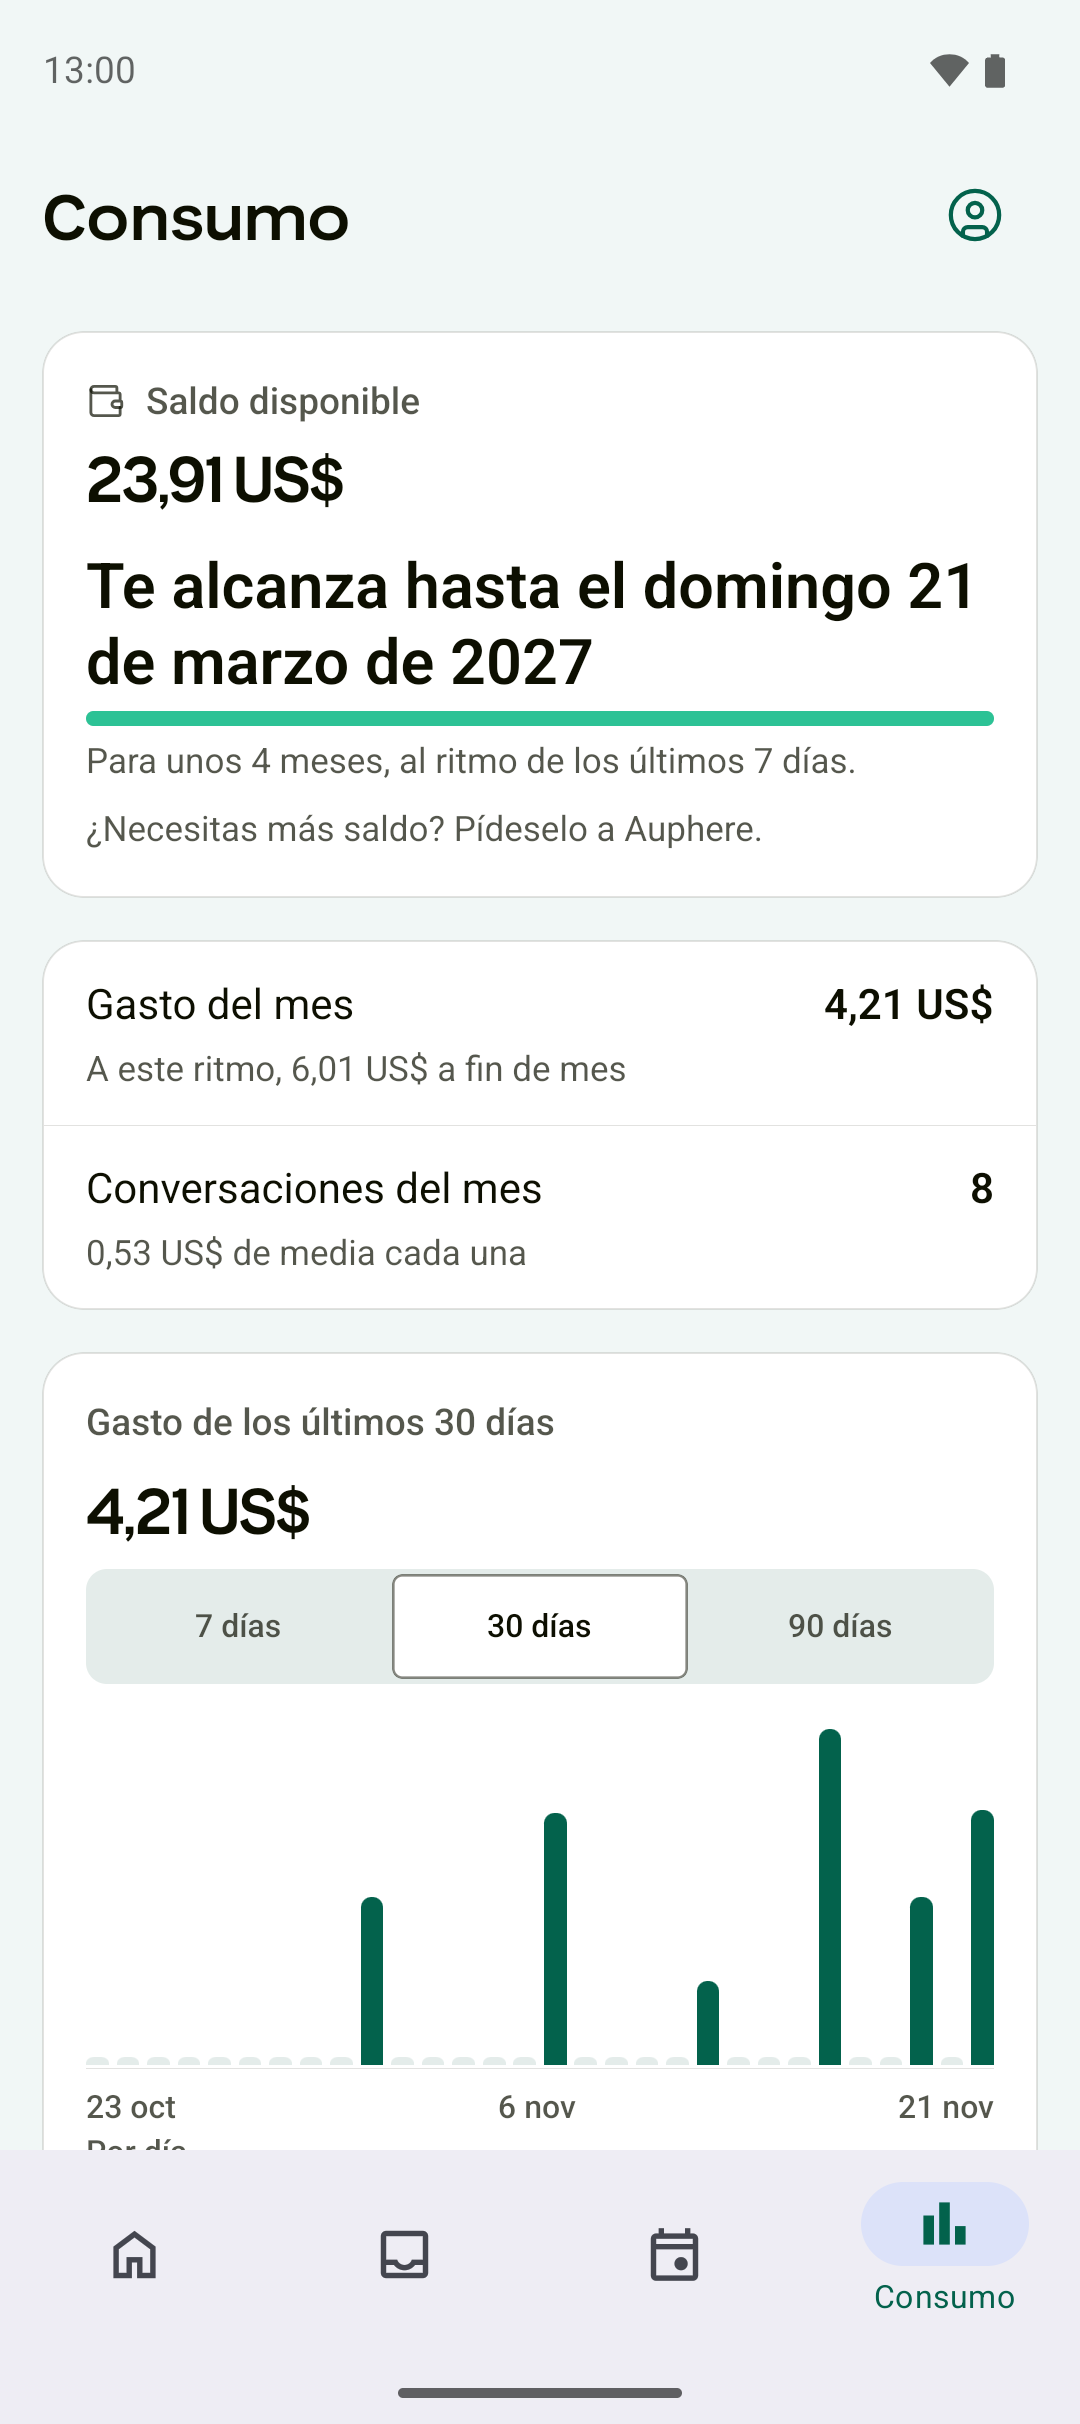 13:00
Consumo
Saldo disponible
23,91 US$
Te alcanza hasta el domingo 21
de marzo de 2027
Para unos 4 meses, al ritmo de los últimos 7 días.
¿Necesitas más saldo? Pídeselo a Auphere.
Gasto del mes
4,21 US$
A este ritmo, 6,01 US$ a fin de mes
Conversaciones del mes
8
0,53 US$ de media cada una
Gasto de los últimos 30 días
4,21 US$
7 días
30 días
90 días
23 oct
6 nov
21 nov
Por día
Consumo